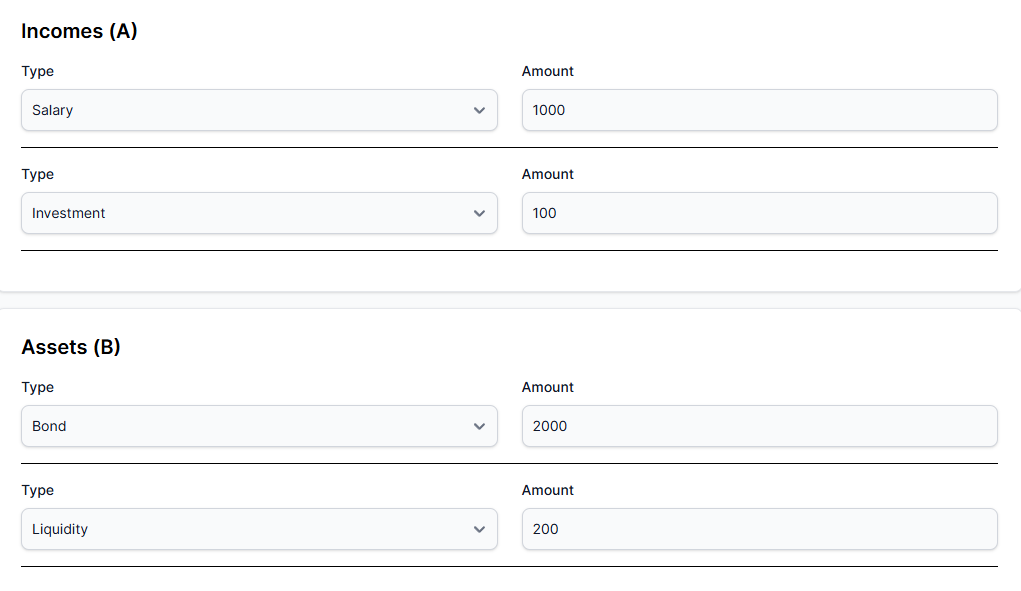 Incomes (A)
Type Amount
Salary 1000
Type Amount
Investment 100
Assets (B)
Type Amount
Bond 2000
Type Amount
Liquidity 200